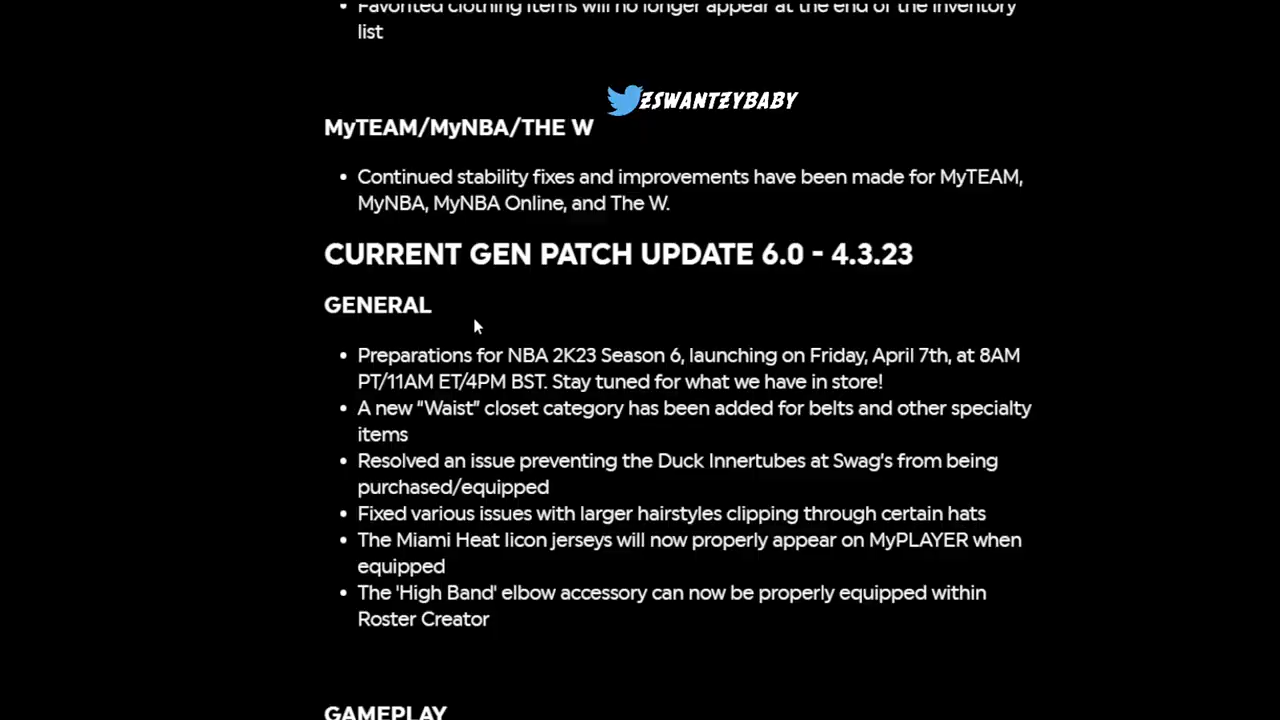 • Favorited clothing items will no longer appear at the end of the inventory
list
ZSWANTZYBABY
MyTEAM/MyNBA/THE W
• Continued stability fixes and improvements have been made for MyTEAM,
MyNBA, MyNBA Online, and The W.
CURRENT GEN PATCH UPDATE 6.0 - 4.3.23
GENERAL
• Preparations for NBA 2K23 Season 6, launching on Friday, April 7th, at 8AM
PT/11AM ET/4PM BST. Stay tuned for what we have in store!
• A new “Waist” closet category has been added for belts and other specialty
items
• Resolved an issue preventing the Duck Innertubes at Swag’s from being
purchased/equipped
• Fixed various issues with larger hairstyles clipping through certain hats
• The Miami Heat Iicon jerseys will now properly appear on MyPLAYER when
equipped
• The 'High Band' elbow accessory can now be properly equipped within
Roster Creator
GAMEPLAY